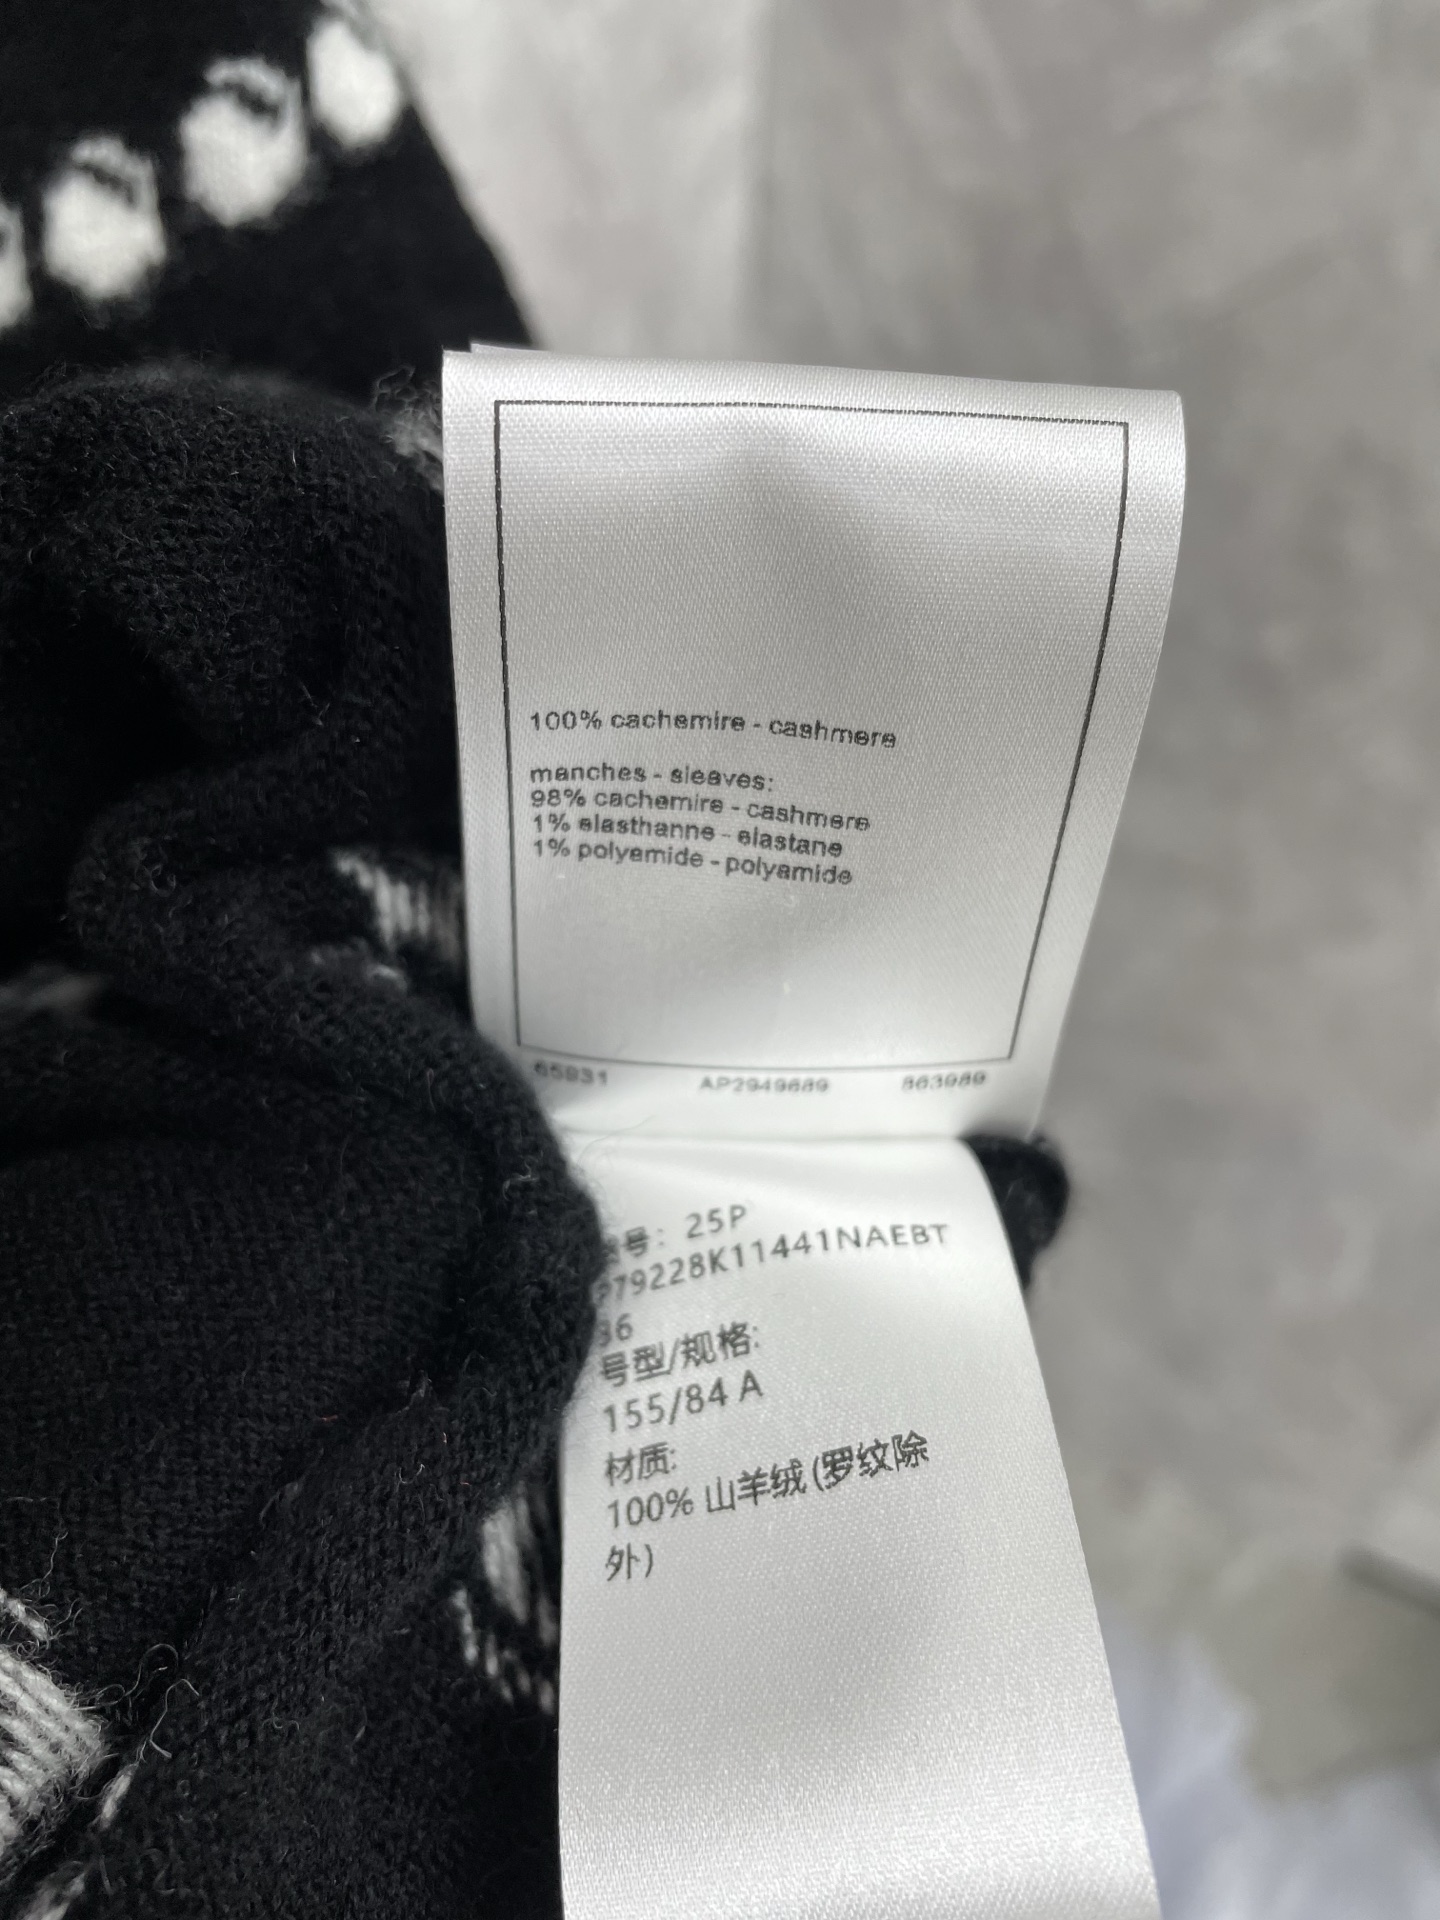 100% cachemire - cashmere
manches - sleeves:
98% cachemire - cashmere
1% elasthanne - elastane
1% polyamide - polyamide
65931 AP2949689 863989
号: 25P
P79228K11441NAEBT
36
号型/规格:
155/84 A
材质:
100% 山羊绒 (罗纹除
外)